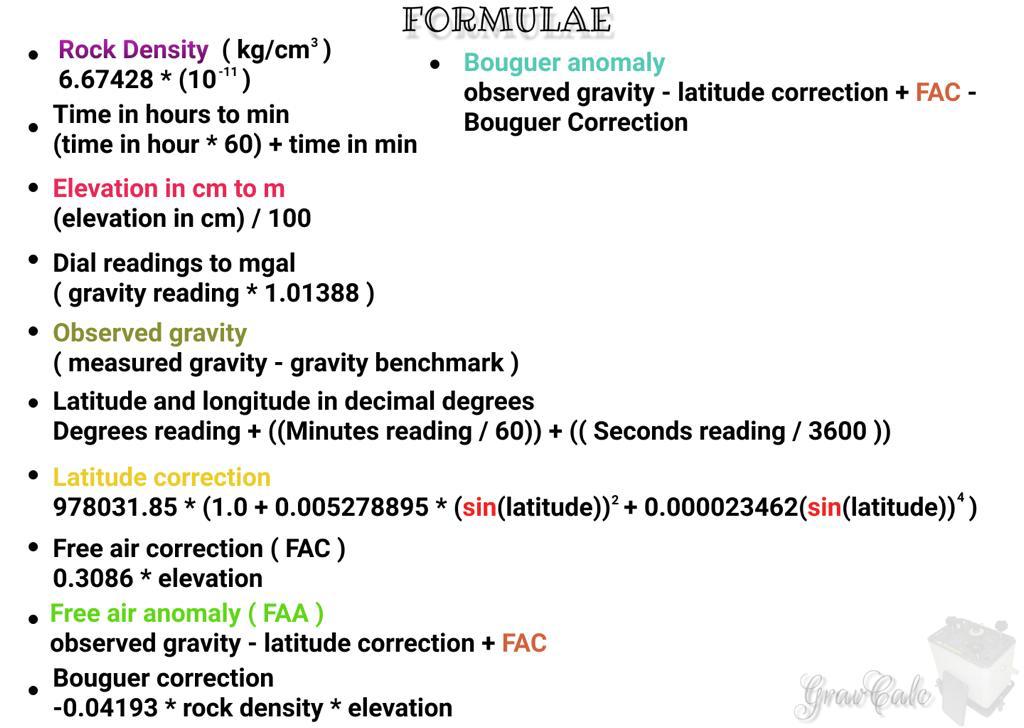 FORMULAE
• Rock Density ( kg/cm³ )
6.67428 * (10⁻¹¹ )
• Time in hours to min
(time in hour * 60) + time in min
• Elevation in cm to m
(elevation in cm) / 100
• Dial readings to mgal
( gravity reading * 1.01388 )
• Observed gravity
( measured gravity - gravity benchmark )
• Latitude and longitude in decimal degrees
Degrees reading + ((Minutes reading / 60)) + (( Seconds reading / 3600 ))
• Latitude correction
978031.85 * (1.0 + 0.005278895 * (sin(latitude))² + 0.000023462(sin(latitude))⁴ )
• Free air correction ( FAC )
0.3086 * elevation
• Free air anomaly ( FAA )
observed gravity - latitude correction + FAC
• Bouguer correction
-0.04193 * rock density * elevation
• Bouguer anomaly
observed gravity - latitude correction + FAC -
Bouguer Correction
GravCalc